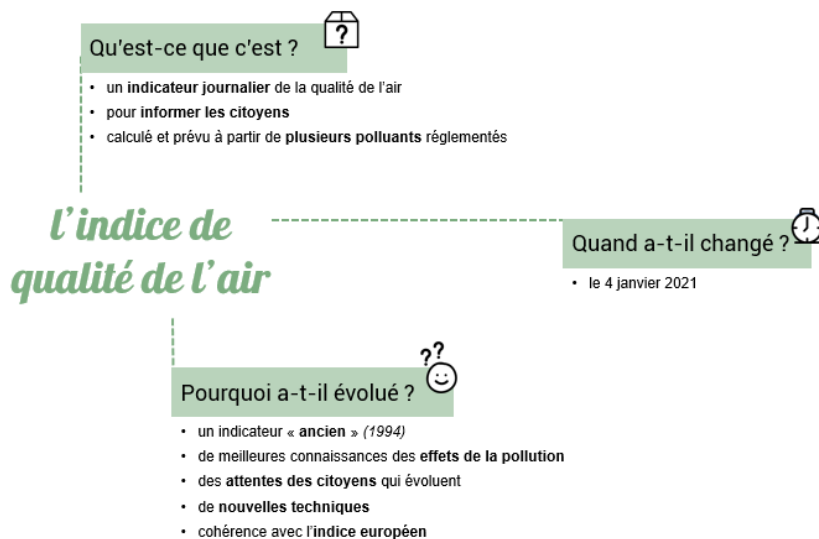 Qu'est-ce que c'est ?
?
• un indicateur journalier de la qualité de l'air
• pour informer les citoyens
• calculé et prévu à partir de plusieurs polluants réglementés
l'indice de
qualité de l'air
Quand a-t-il changé ?
• le 4 janvier 2021
??
Pourquoi a-t-il évolué ?
• un indicateur « ancien » (1994)
• de meilleures connaissances des effets de la pollution
• des attentes des citoyens qui évoluent
• de nouvelles techniques
• cohérence avec l'indice européen